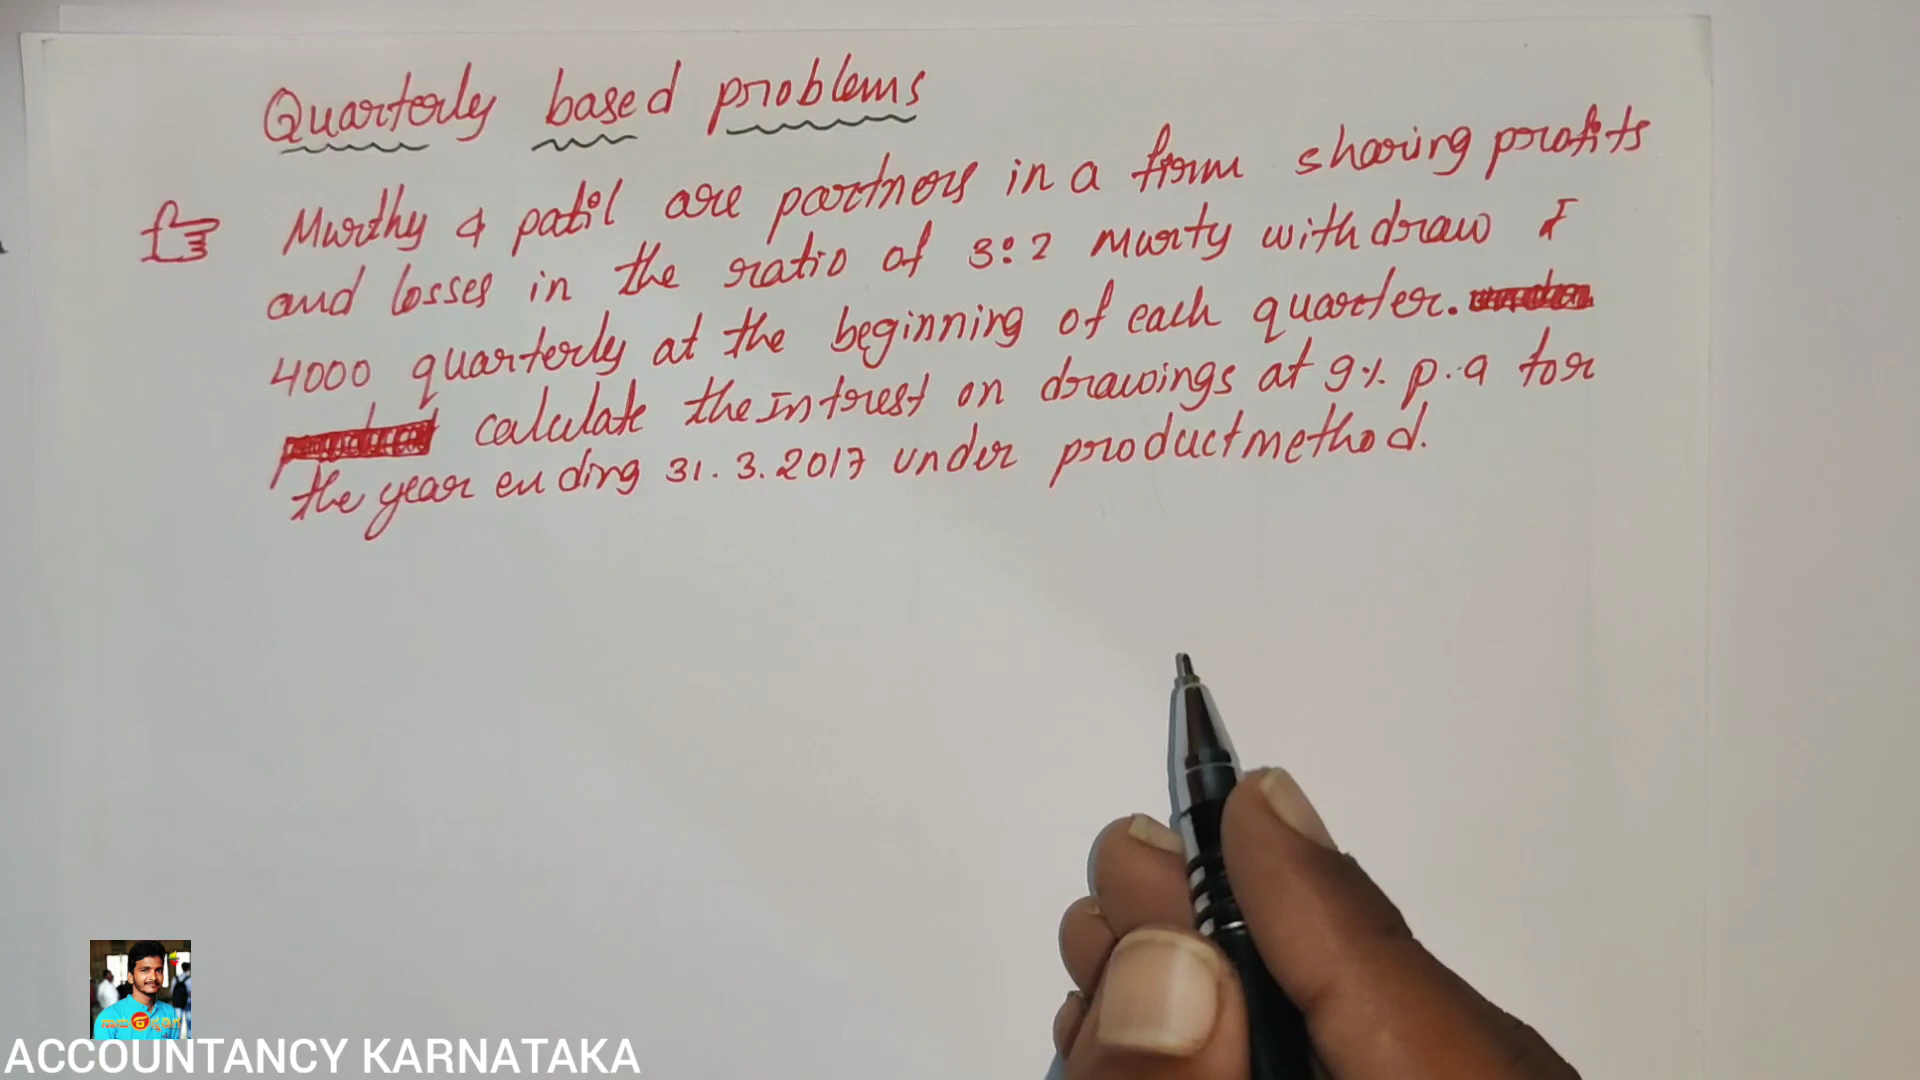 Quarterly based problems
Murthy & patil are partners in a firm sharing profits
and losses in the ratio of 3:2 Murty withdraw ₹
4000 quarterly at the beginning of each quarter.
calculate the Intrest on drawings at 9% p.a for
the year ending 31.3.2017 under product method.
ACCOUNTANCY KARNATAKA